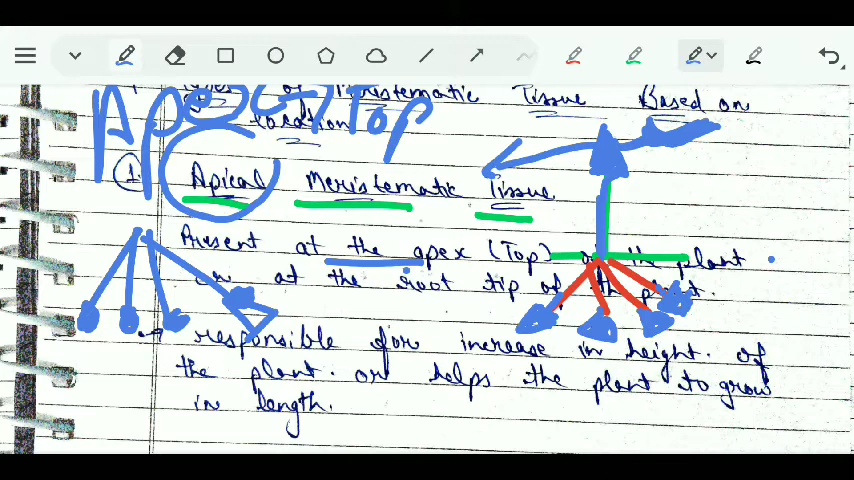 Types of Meristematic Tissue Based on
location
Apex → Top
1. Apical Meristematic Tissue
Present at the apex (Top) of the plant
or at the root tip of the plant.
→ responsible for increase in height. of
the plant. or helps the plant to grow
in length.